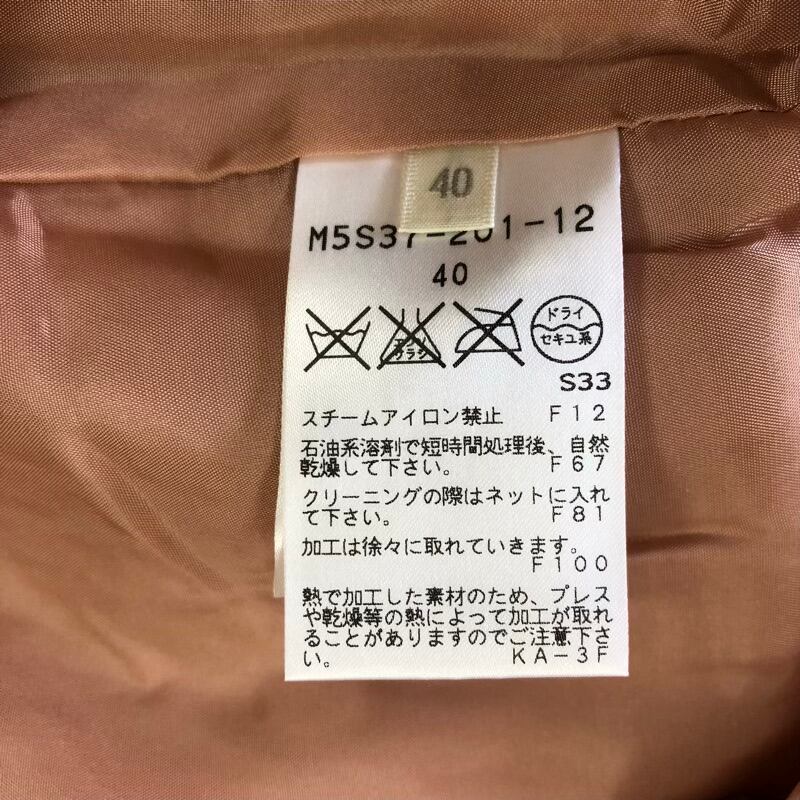 40
M5S37-201-12
40
エンソ
サラシ
ドライ
セキユ系
S33
スチームアイロン禁止 F12
石油系溶剤で短時間処理後、自然
乾燥して下さい。 F67
クリーニングの際はネットに入れ
て下さい。 F81
加工は徐々に取れていきます。
F100
熱で加工した素材のため、プレス
や乾燥等の熱によって加工が取れ
ることがありますのでご注意下さ
い。 KA-3F